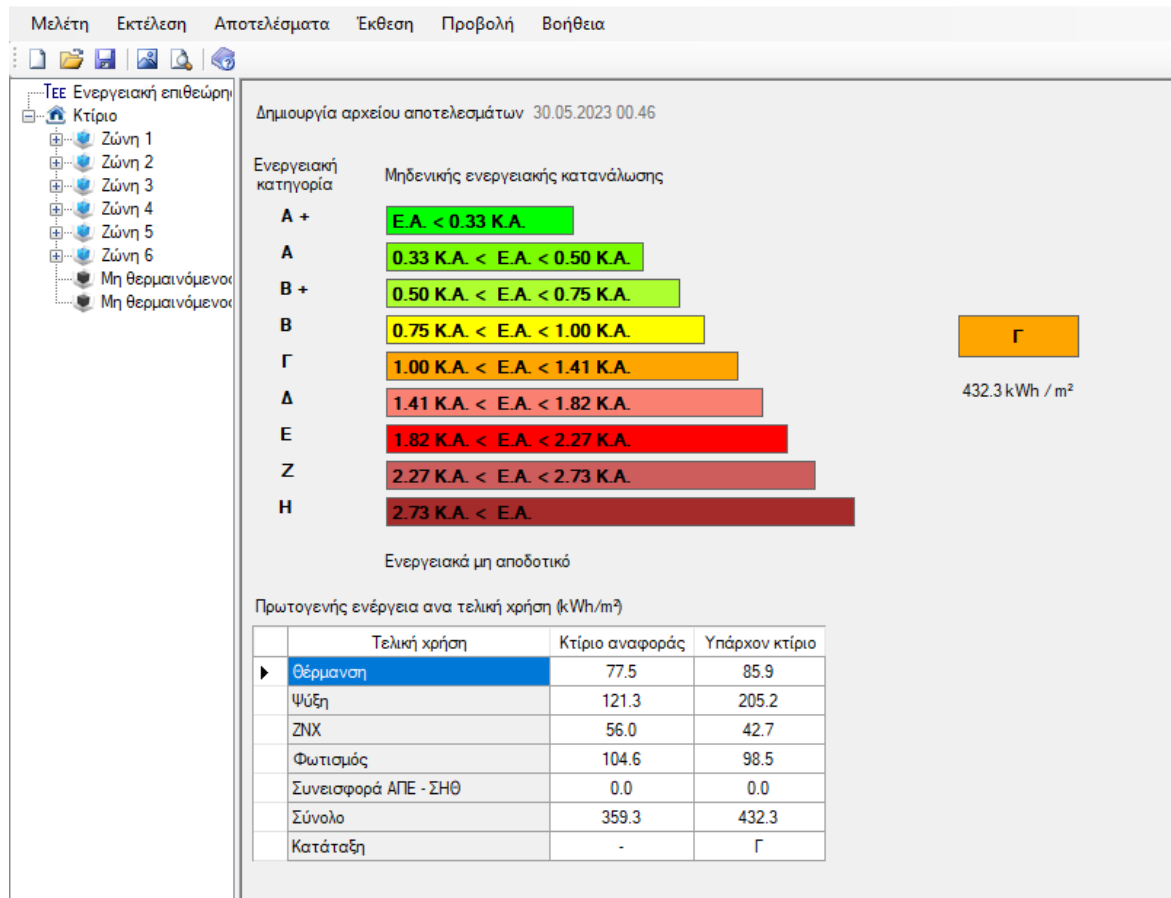 Μελέτη Εκτέλεση Αποτελέσματα Έκθεση Προβολή Βοήθεια
ΤΕΕ Ενεργειακή επιθεώρη
Κτίριο
Ζώνη 1
Ζώνη 2
Ζώνη 3
Ζώνη 4
Ζώνη 5
Ζώνη 6
Μη θερμαινόμενο
Μη θερμαινόμενο
Δημιουργία αρχείου αποτελεσμάτων 30.05.2023 00.46
Ενεργειακή
κατηγορία
Μηδενικής ενεργειακής κατανάλωσης
Α + Ε.Α. < 0.33 Κ.Α.
Α 0.33 Κ.Α. < Ε.Α. < 0.50 Κ.Α.
Β + 0.50 Κ.Α. < Ε.Α. < 0.75 Κ.Α.
Β 0.75 Κ.Α. < Ε.Α. < 1.00 Κ.Α.
Γ 1.00 Κ.Α. < Ε.Α. < 1.41 Κ.Α.
Δ 1.41 Κ.Α. < Ε.Α. < 1.82 Κ.Α.
Ε 1.82 Κ.Α. < Ε.Α. < 2.27 Κ.Α.
Ζ 2.27 Κ.Α. < Ε.Α. < 2.73 Κ.Α.
Η 2.73 Κ.Α. < Ε.Α.
Γ
432.3 kWh / m²
Ενεργειακά μη αποδοτικό
Πρωτογενής ενέργεια ανα τελική χρήση (kWh/m²)
Τελική χρήση Κτίριο αναφοράς Υπάρχον κτίριο
Θέρμανση 77.5 85.9
Ψύξη 121.3 205.2
ΖΝΧ 56.0 42.7
Φωτισμός 104.6 98.5
Συνεισφορά ΑΠΕ - ΣΗΘ 0.0 0.0
Σύνολο 359.3 432.3
Κατάταξη - Γ